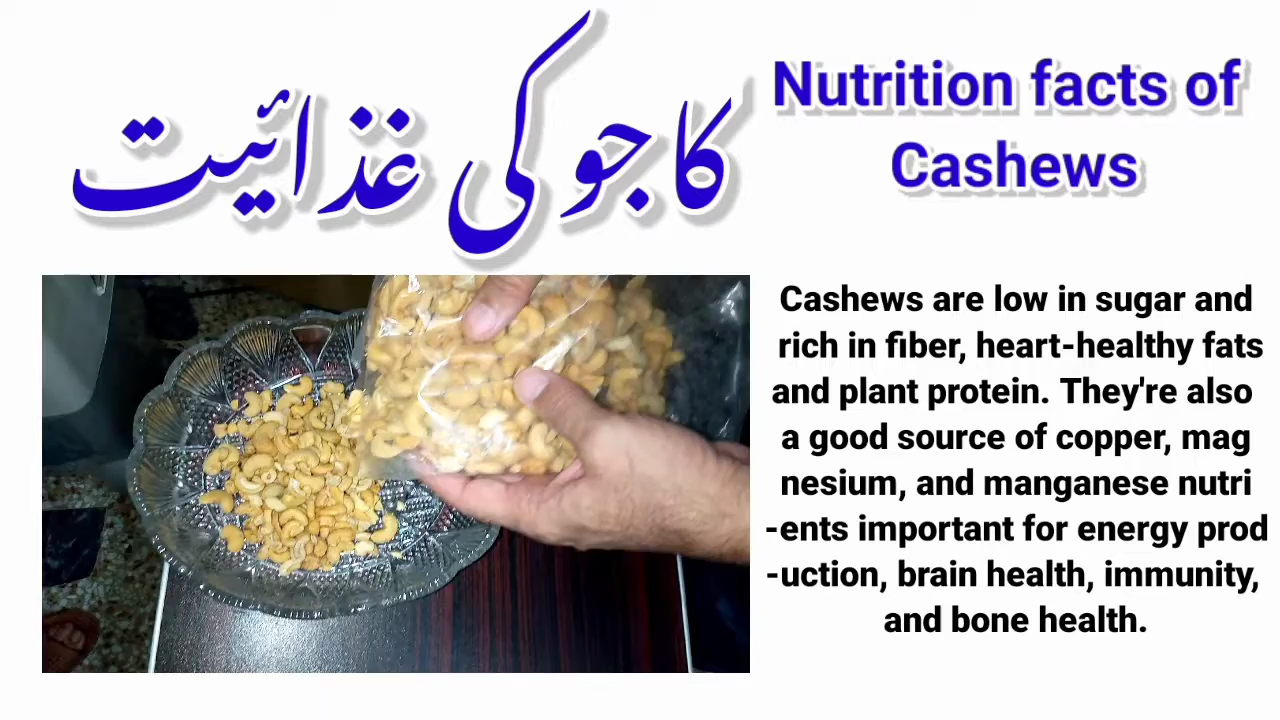 کاجو کی غذائیت
Nutrition facts of
Cashews
Cashews are low in sugar and
rich in fiber, heart-healthy fats
and plant protein. They're also
a good source of copper, mag
nesium, and manganese nutri
-ents important for energy prod
-uction, brain health, immunity,
and bone health.